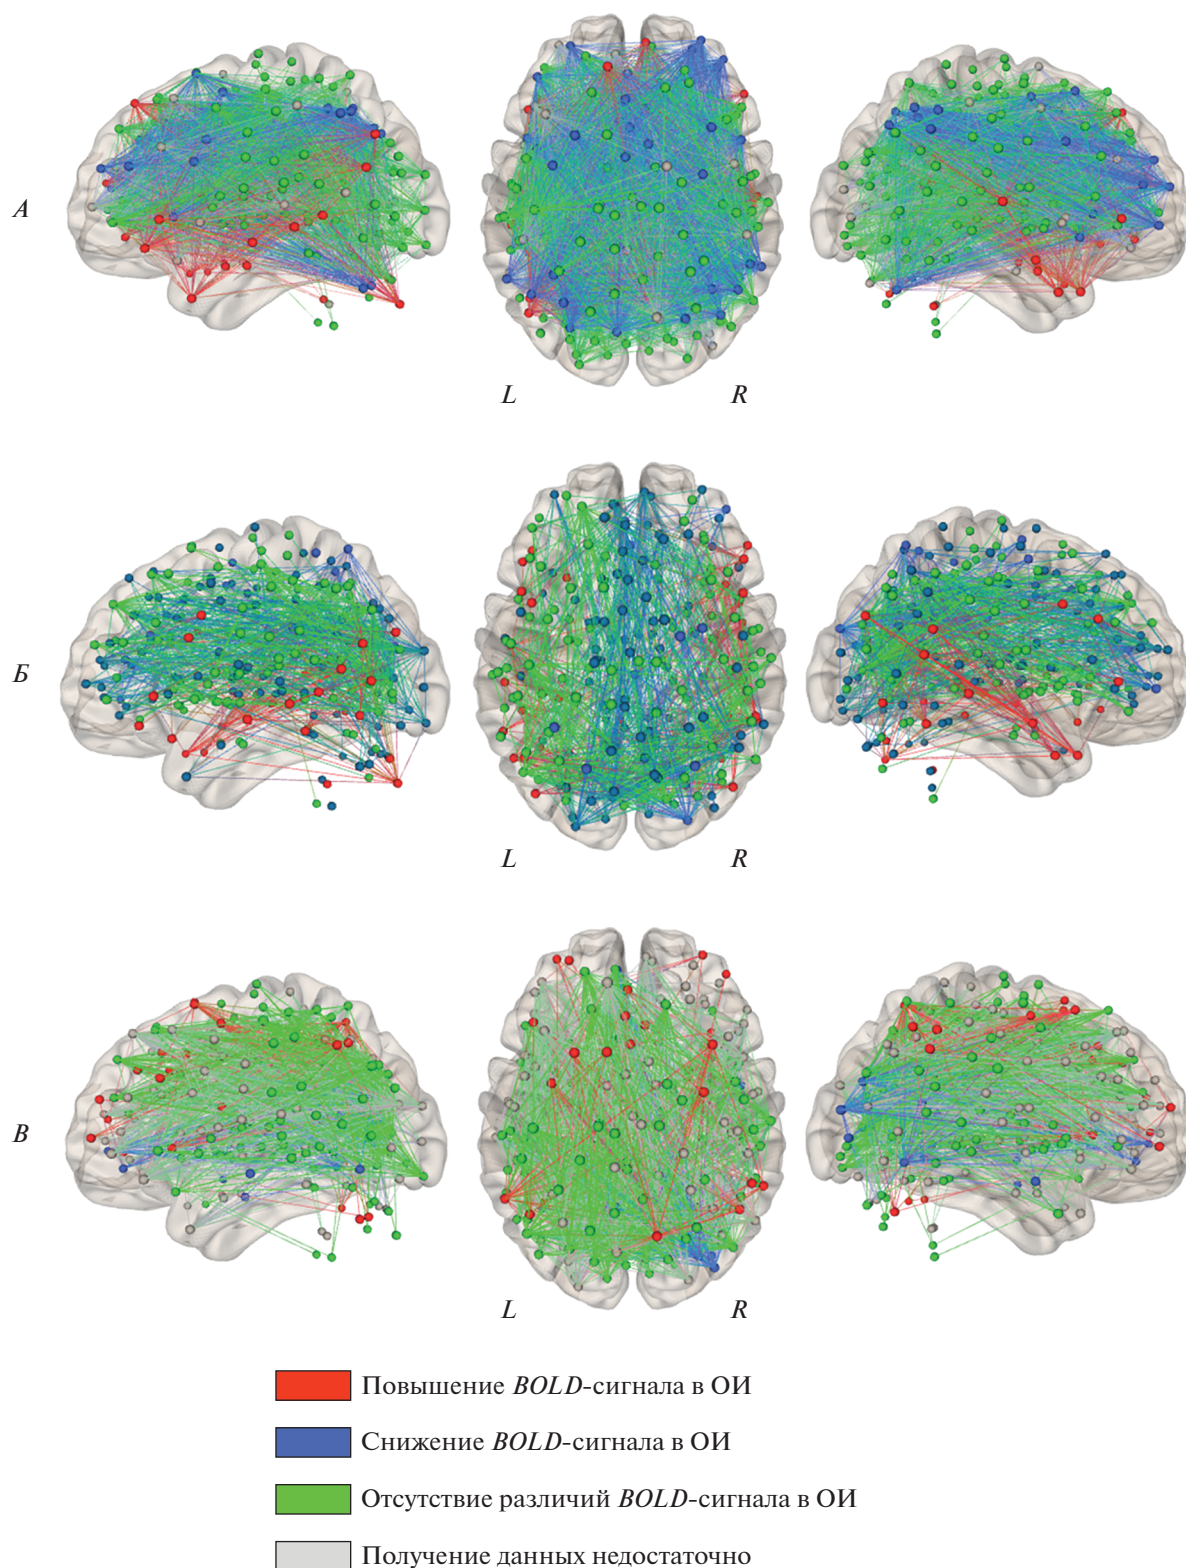 А
L
R
Б
L
R
В
L
R
Повышение BOLD-сигнала в ОИ
Снижение BOLD-сигнала в ОИ
Отсутствие различий BOLD-сигнала в ОИ
Получение данных недостаточно